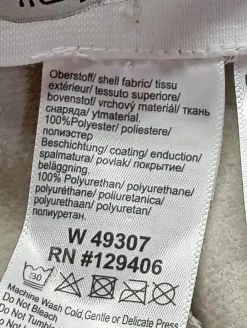 Oberstoff/ shell fabric/ tissu
extérieur/ tessuto superiore/
bovenstof/ vrchový materiál/ ткань
снаряда/ ytmaterial.
100%Polyester/ poliestere/
полиэстер
Beschichtung/ coating/ enduction/
spalmatura/ povlak/ покрытие/
beläggning.
100% Polyurethan/ polyurethane/
polyuréthane/ poliuretanica/
polyurethaan/ polyuretan/
полиуретан.
W 49307
RN #129406
30
Machine Wash Cold,Gentle or Delicate Press
Do Not Bleach
Do Not Tumble